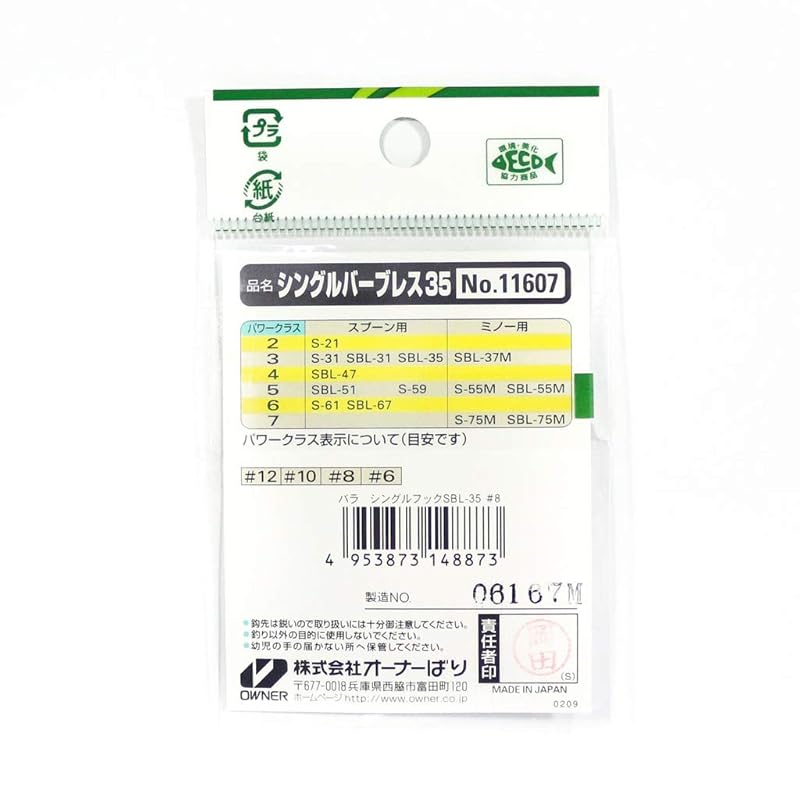 プラ
袋
紙
台紙
環境・美化
ECO
協力商品
品名 シングルバーブレス35 No.11607
パワークラス スプーン用 ミノー用
2 S-21
3 S-31 SBL-31 SBL-35 SBL-37M
4 SBL-47
5 SBL-51 S-59 S-55M SBL-55M
6 S-61 SBL-67
7 S-75M SBL-75M
パワークラス表示について(目安です)
#12 #10 #8 #6
バラ シングルフックSBL-35 #8
4 953873 148873
製造NO. 06167M
●鈎先は鋭いので取り扱いには十分御注意してください。
●釣り以外の目的に使用しないでください。
●幼児の手の届かない所へ保管してください。
責任者印
田
(S)
OWNER
株式会社オーナーばり
〒677-0018兵庫県西脇市富田町120
ホームページhttp://www.owner.co.jp
MADE IN JAPAN
0209